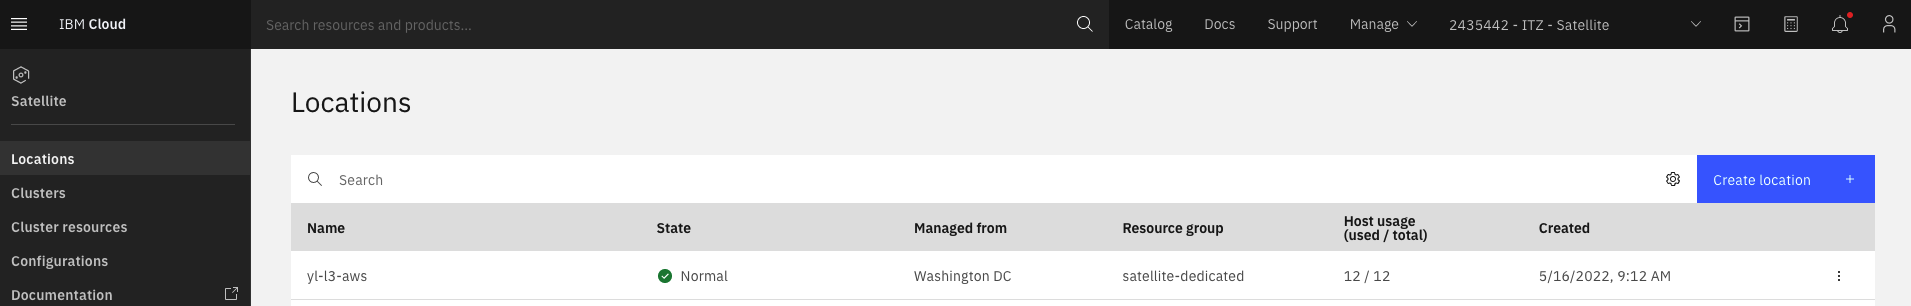 IBM Cloud
Search resources and products...
Catalog
Docs
Support
Manage
2435442 - ITZ - Satellite
Satellite
Locations
Clusters
Cluster resources
Configurations
Documentation
Locations
Search
Create location +
Name
State
Managed from
Resource group
Host usage
(used / total)
Created
yl-l3-aws
Normal
Washington DC
satellite-dedicated
12 / 12
5/16/2022, 9:12 AM